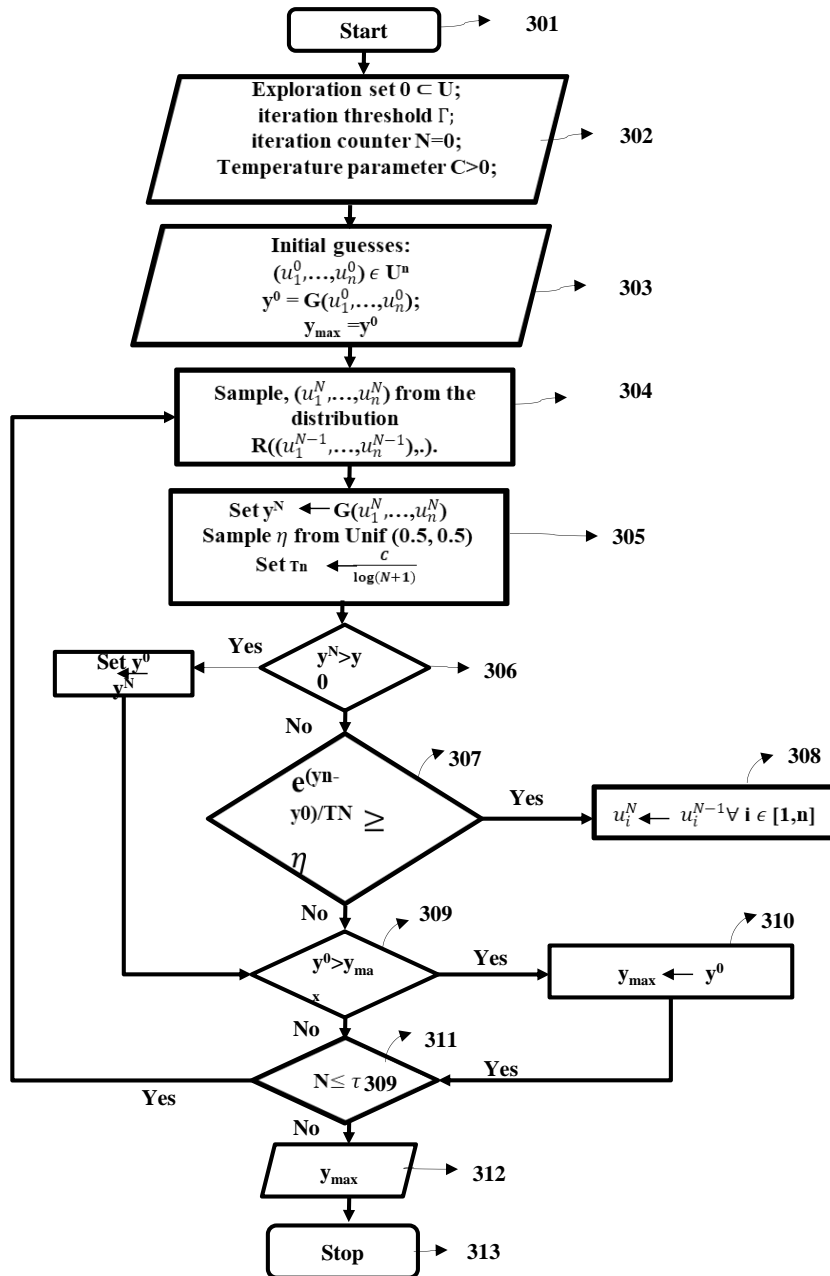 Start
301
Exploration set 0 ⊂ U;
iteration threshold Γ;
iteration counter N=0;
Temperature parameter C>0;
302
Initial guesses:
(u₁⁰,…,uₙ⁰) ϵ Uⁿ
y⁰ = G(u₁⁰,…,uₙ⁰);
yₘₐₓ =y⁰
303
Sample, (u₁ᴺ,…,uₙᴺ) from the
distribution
R((u₁ᴺ⁻¹,…,uₙᴺ⁻¹),.).
304
Set yᴺ ← G(u₁ᴺ,…,uₙᴺ)
Sample η from Unif (0.5, 0.5)
Set Tn ← C/log(N+1)
305
Yes
yᴺ>y
0
306
Set y⁰
← yᴺ
No
307
e^(yn-
y0)/TN ≥
η
Yes
308
uᵢᴺ ← uᵢᴺ⁻¹∀ i ϵ [1,n]
No
309
y⁰>yₘₐ
ₓ
Yes
310
yₘₐₓ ← y⁰
No
311
N≤ τ 309
Yes
Yes
No
yₘₐₓ
312
Stop
313